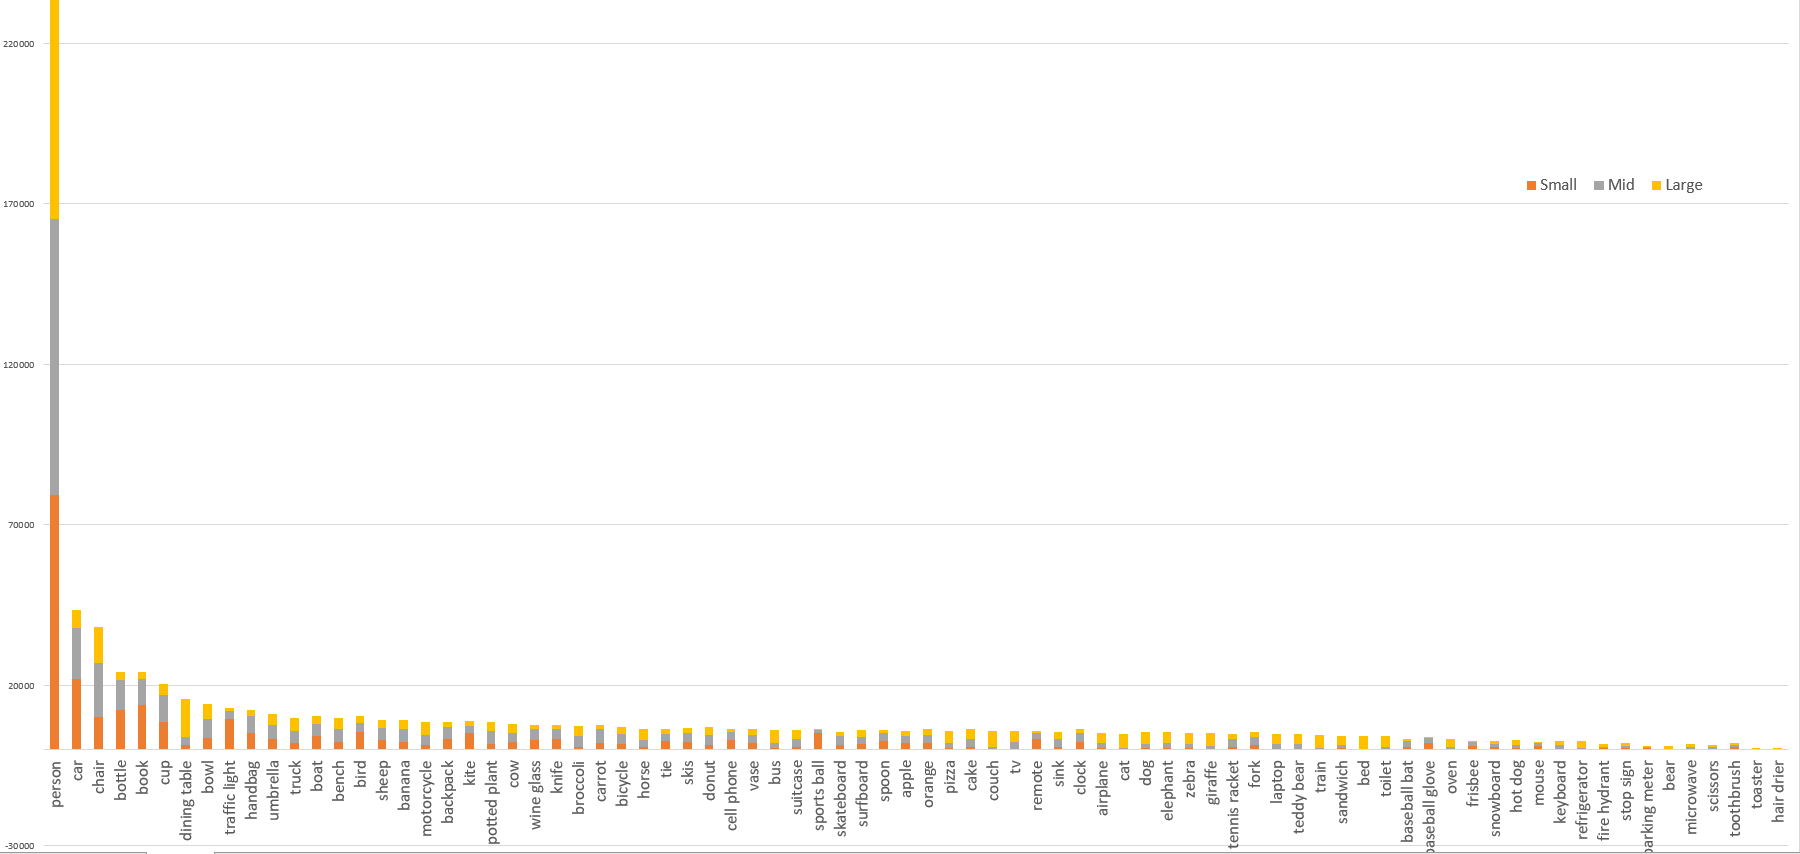 220000
Small Mid Large
170000
120000
70000
20000
-30000
person
car
chair
bottle
book
cup
dining table
bowl
traffic light
handbag
umbrella
truck
boat
bench
bird
sheep
banana
motorcycle
backpack
kite
potted plant
cow
wine glass
knife
broccoli
carrot
bicycle
horse
tie
skis
donut
cell phone
vase
bus
suitcase
sports ball
skateboard
surfboard
spoon
apple
orange
pizza
cake
couch
tv
remote
sink
clock
airplane
cat
dog
elephant
zebra
giraffe
tennis racket
fork
laptop
teddy bear
train
sandwich
bed
toilet
baseball bat
baseball glove
oven
frisbee
snowboard
hot dog
mouse
keyboard
refrigerator
fire hydrant
stop sign
parking meter
bear
microwave
scissors
toothbrush
toaster
hair drier